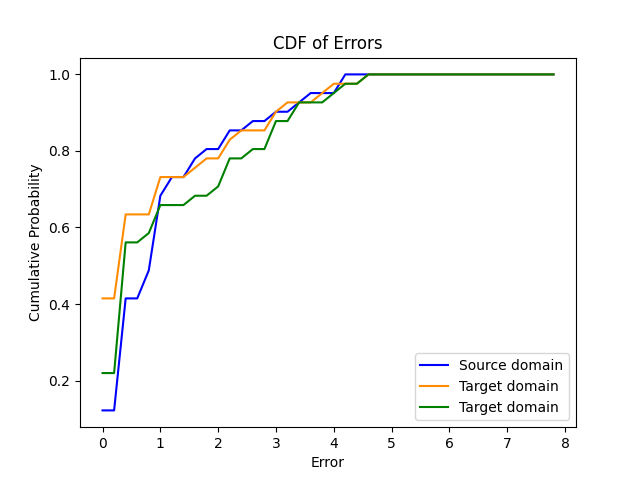 CDF of Errors
Cumulative Probability
1.0
0.8
0.6
0.4
0.2
Source domain
Target domain
Target domain
0 1 2 3 4 5 6 7 8
Error